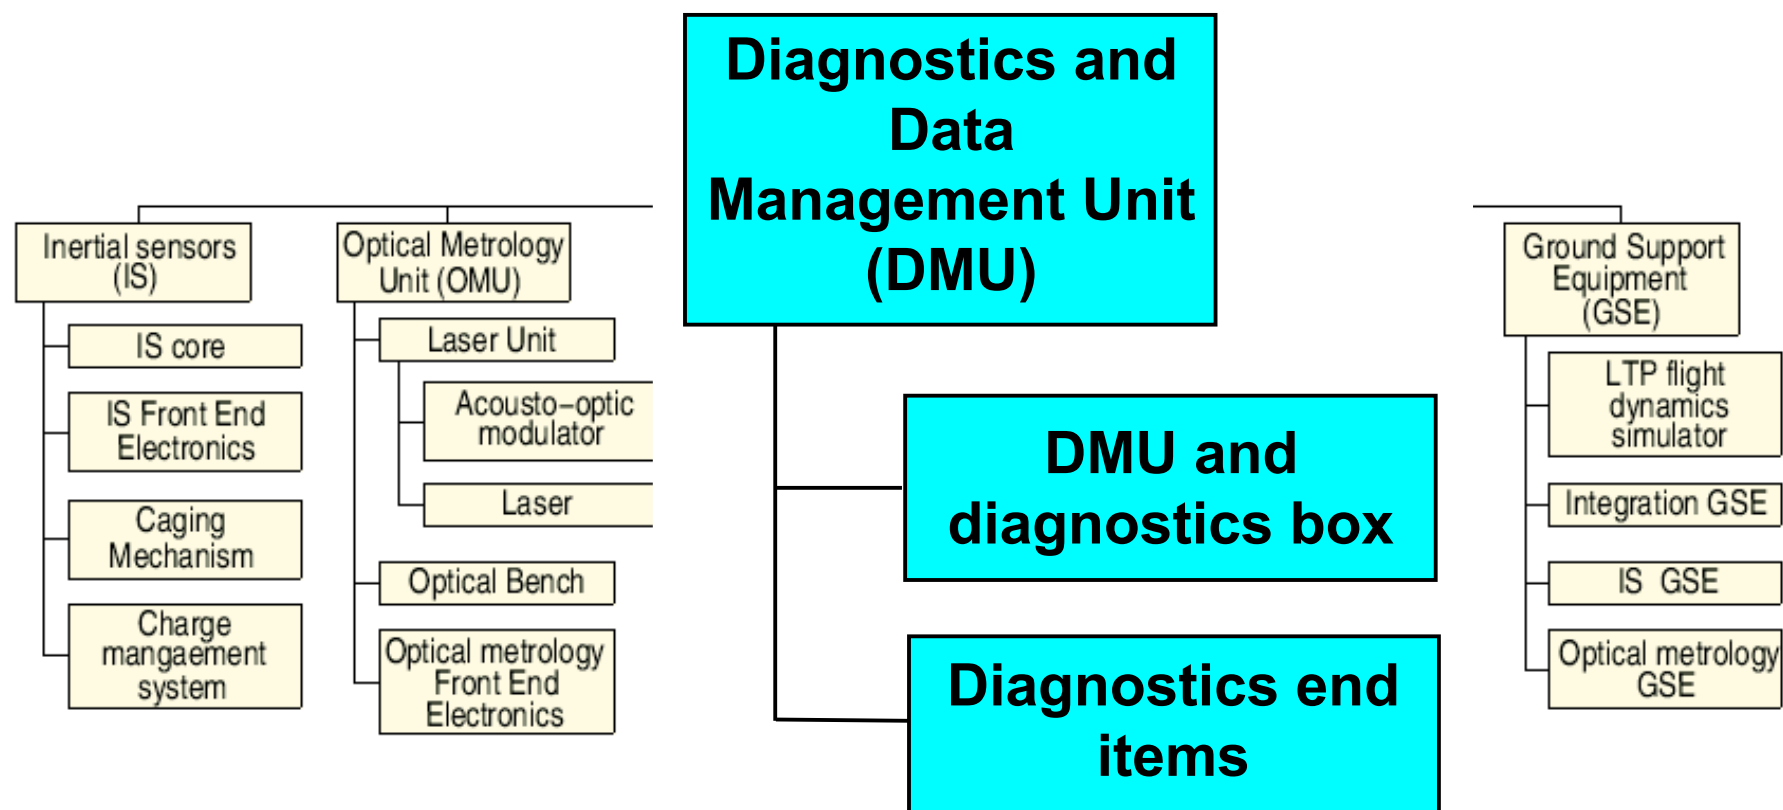 Diagnostics and
Data
Management Unit
(DMU)
Inertial sensors
(IS)
IS core
IS Front End
Electronics
Caging
Mechanism
Charge
mangaement
system
Optical Metrology
Unit (OMU)
Laser Unit
Acousto–optic
modulator
Laser
Optical Bench
Optical metrology
Front End
Electronics
DMU and
diagnostics box
Diagnostics end
items
Ground Support
Equipment
(GSE)
LTP flight
dynamics
simulator
Integration GSE
IS GSE
Optical metrology
GSE